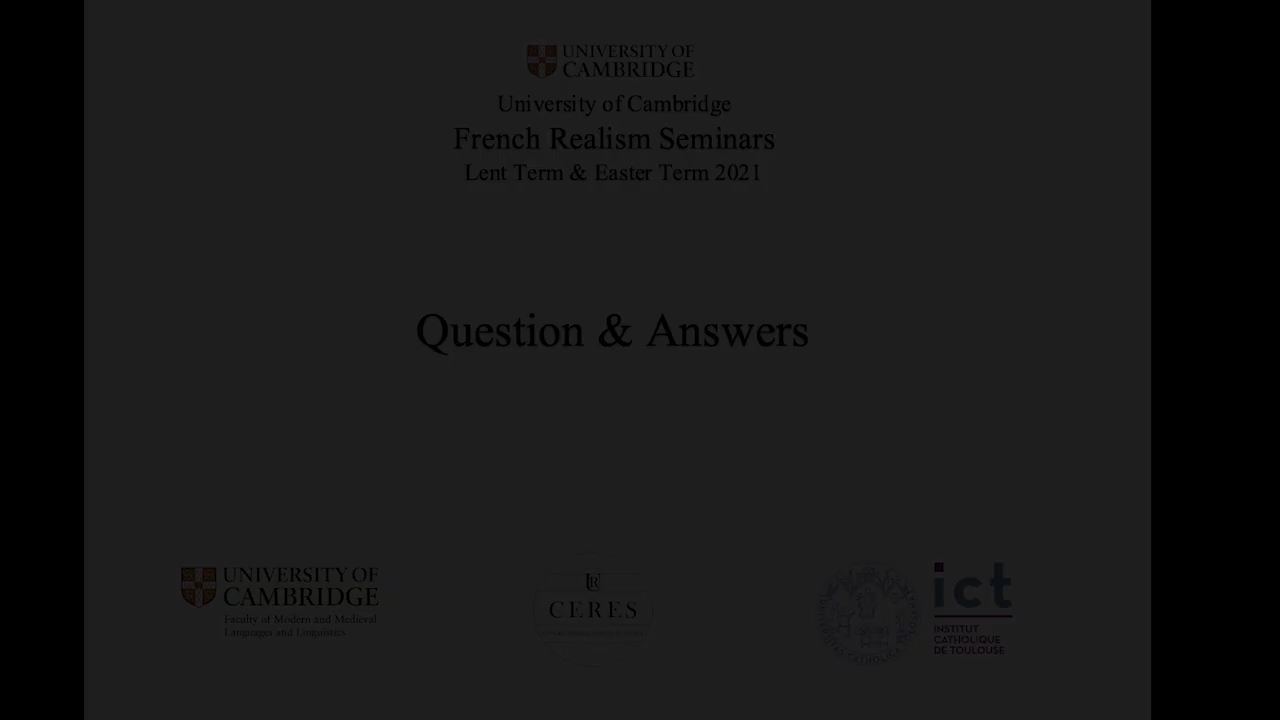 UNIVERSITY OF
CAMBRIDGE
University of Cambridge
French Realism Seminars
Lent Term & Easter Term 2021
Question & Answers
UNIVERSITY OF
CAMBRIDGE
Faculty of Modern and Medieval
Languages and Linguistics
UR
CERES
ict
INSTITUT
CATHOLIQUE
DE TOULOUSE